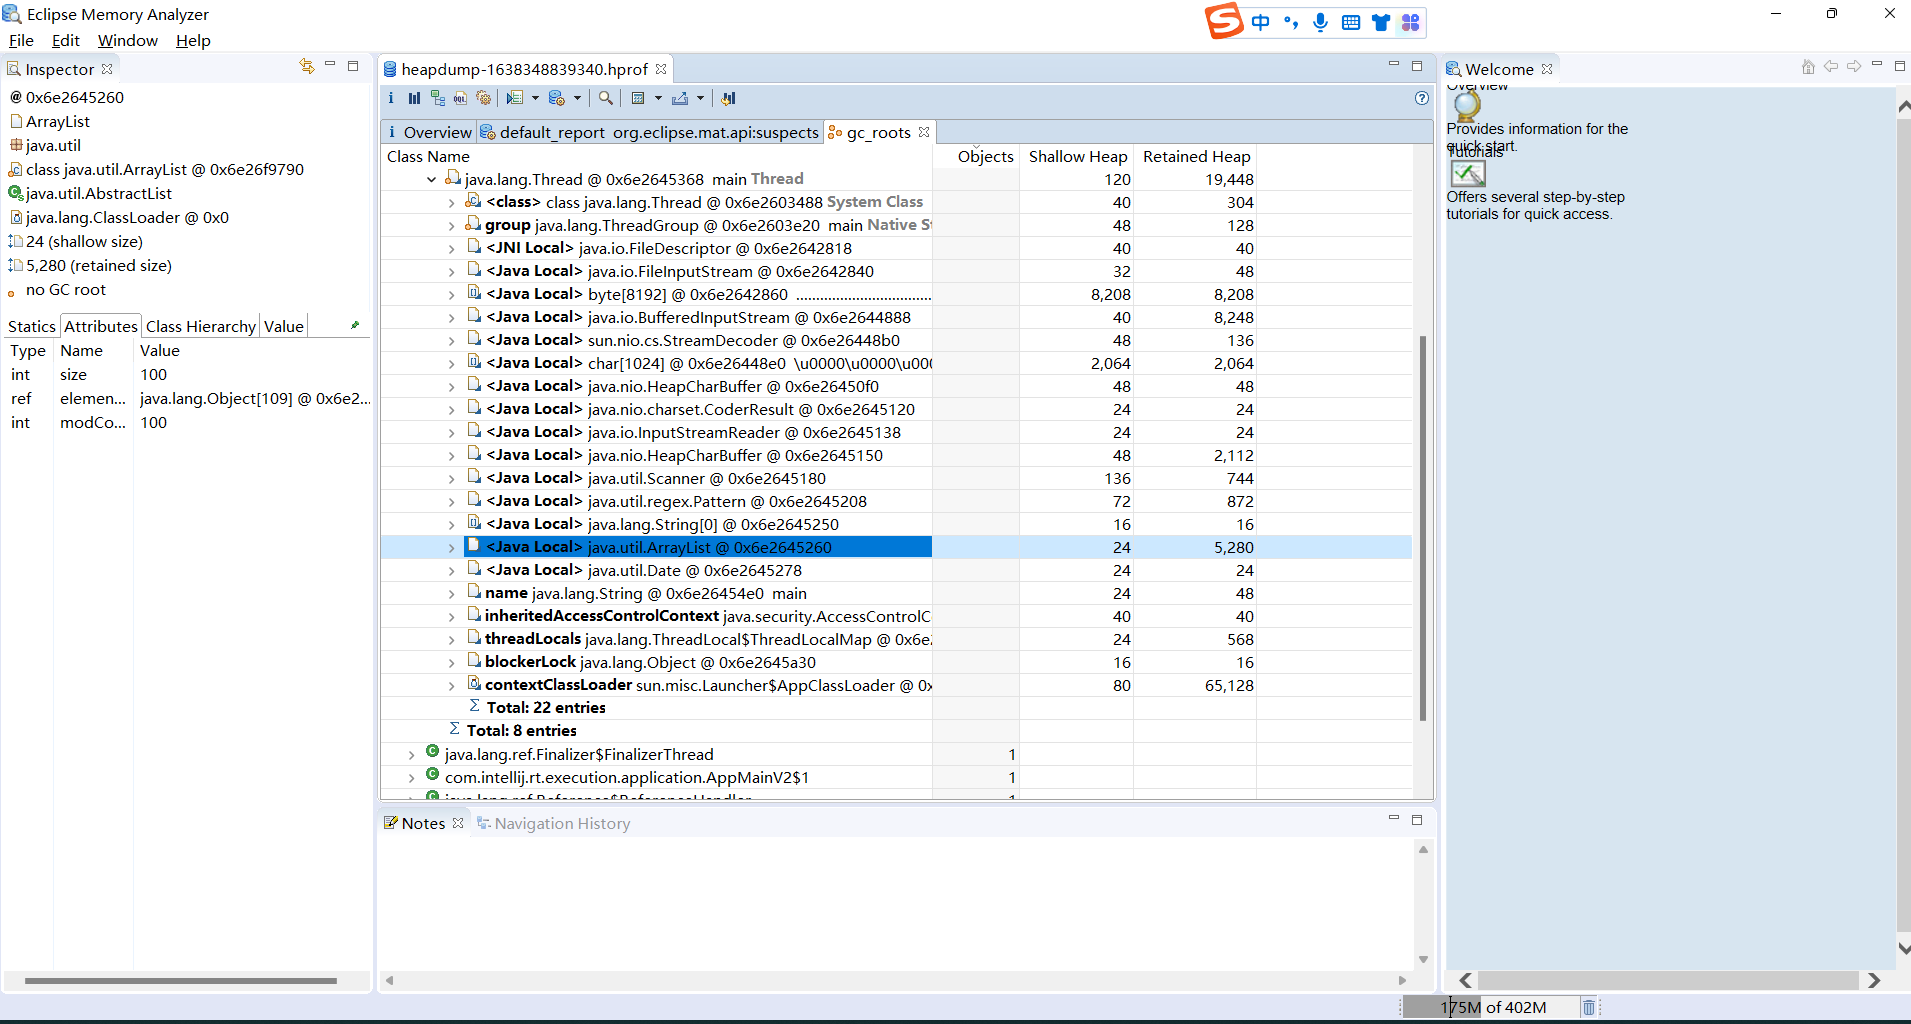 Eclipse Memory Analyzer
中
File Edit Window Help
Inspector
@ 0x6e2645260
ArrayList
java.util
class java.util.ArrayList @ 0x6e26f9790
java.util.AbstractList
java.lang.ClassLoader @ 0x0
24 (shallow size)
5,280 (retained size)
no GC root
Statics Attributes Class Hierarchy Value
Type Name Value
int size 100
ref elemen... java.lang.Object[109] @ 0x6e2...
int modCo... 100
heapdump-1638348839340.hprof
Overview default_report org.eclipse.mat.api:suspects gc_roots
Class Name Objects Shallow Heap Retained Heap
java.lang.Thread @ 0x6e2645368 main Thread 120 19,448
<class> class java.lang.Thread @ 0x6e2603488 System Class 40 304
group java.lang.ThreadGroup @ 0x6e2603e20 main Native St 48 128
<JNI Local> java.io.FileDescriptor @ 0x6e2642818 40 40
<Java Local> java.io.FileInputStream @ 0x6e2642840 32 48
<Java Local> byte[8192] @ 0x6e2642860 .................................. 8,208 8,208
<Java Local> java.io.BufferedInputStream @ 0x6e2644888 40 8,248
<Java Local> sun.nio.cs.StreamDecoder @ 0x6e26448b0 48 136
<Java Local> char[1024] @ 0x6e26448e0 \u0000\u0000\u000 2,064 2,064
<Java Local> java.nio.HeapCharBuffer @ 0x6e26450f0 48 48
<Java Local> java.nio.charset.CoderResult @ 0x6e2645120 24 24
<Java Local> java.io.InputStreamReader @ 0x6e2645138 24 24
<Java Local> java.nio.HeapCharBuffer @ 0x6e2645150 48 2,112
<Java Local> java.util.Scanner @ 0x6e2645180 136 744
<Java Local> java.util.regex.Pattern @ 0x6e2645208 72 872
<Java Local> java.lang.String[0] @ 0x6e2645250 16 16
<Java Local> java.util.ArrayList @ 0x6e2645260 24 5,280
<Java Local> java.util.Date @ 0x6e2645278 24 24
name java.lang.String @ 0x6e26454e0 main 24 48
inheritedAccessControlContext java.security.AccessControlC 40 40
threadLocals java.lang.ThreadLocal$ThreadLocalMap @ 0x6e2 24 568
blockerLock java.lang.Object @ 0x6e2645a30 16 16
contextClassLoader sun.misc.Launcher$AppClassLoader @ 0x 80 65,128
Σ Total: 22 entries
Σ Total: 8 entries
java.lang.ref.Finalizer$FinalizerThread 1
com.intellij.rt.execution.application.AppMainV2$1 1
java.lang.ref.Reference$ReferenceHandler 1
Notes Navigation History
Welcome
Overview
Provides information for the
quick start.
Tutorials
Offers several step-by-step
tutorials for quick access.
175M of 402M